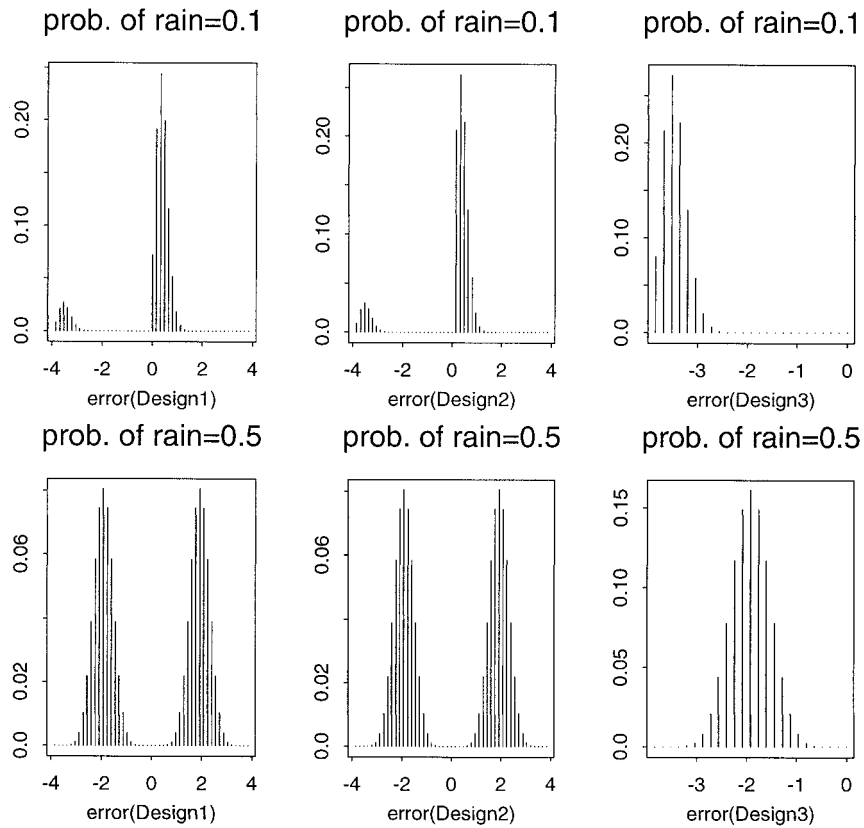 prob. of rain=0.1
prob. of rain=0.1
prob. of rain=0.1
0.20
0.10
0.0
-4 -2 0 2 4
error(Design1)
0.20
0.10
0.0
-4 -2 0 2 4
error(Design2)
0.20
0.10
0.0
-3 -2 -1 0
error(Design3)
prob. of rain=0.5
prob. of rain=0.5
prob. of rain=0.5
0.06
0.02
0.0
-4 -2 0 2 4
error(Design1)
0.06
0.02
0.0
-4 -2 0 2 4
error(Design2)
0.15
0.10
0.05
0.0
-3 -2 -1 0
error(Design3)